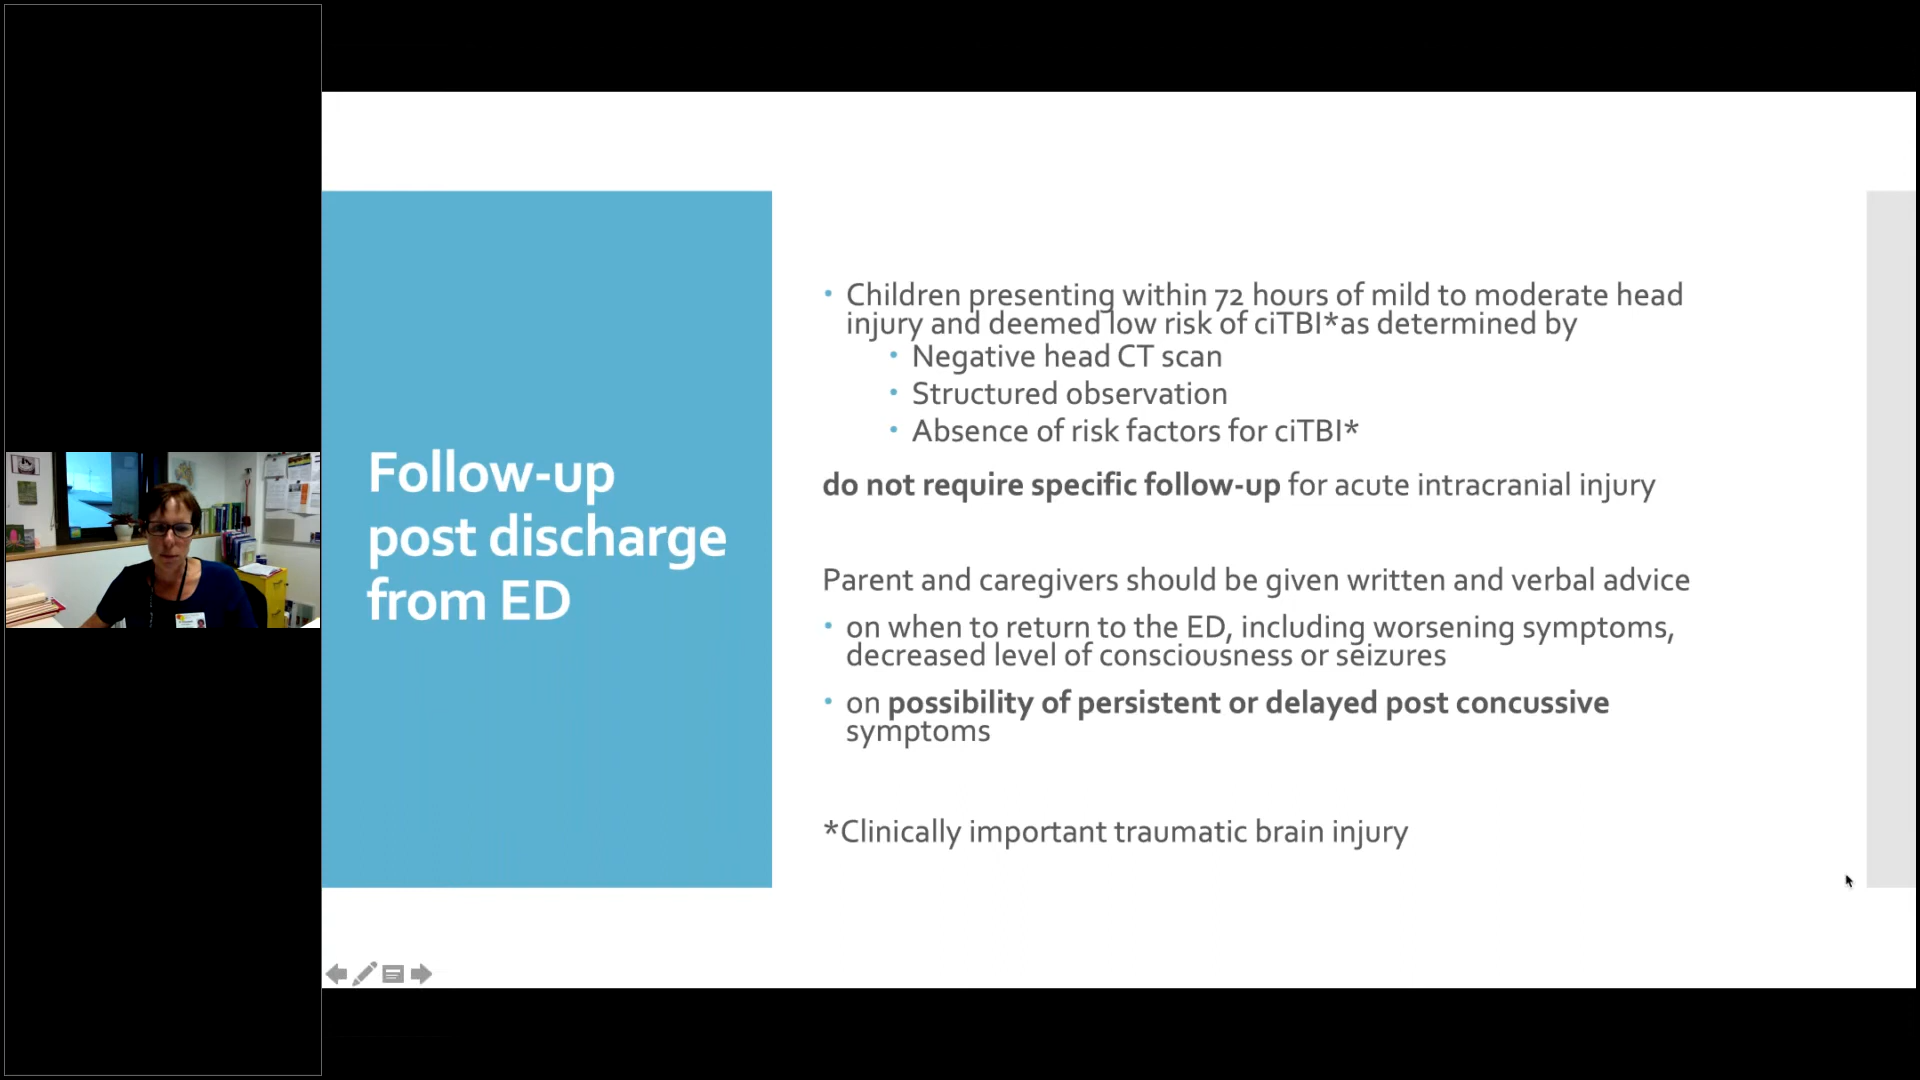 Follow-up
post discharge
from ED
• Children presenting within 72 hours of mild to moderate head
injury and deemed low risk of ciTBI*as determined by
• Negative head CT scan
• Structured observation
• Absence of risk factors for ciTBI*
do not require specific follow-up for acute intracranial injury
Parent and caregivers should be given written and verbal advice
• on when to return to the ED, including worsening symptoms,
decreased level of consciousness or seizures
• on possibility of persistent or delayed post concussive
symptoms
*Clinically important traumatic brain injury